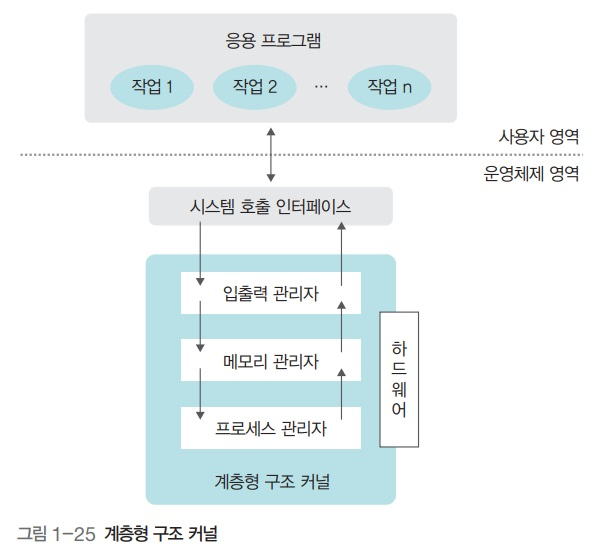 응용 프로그램
작업 1
작업 2
···
작업 n
사용자 영역
운영체제 영역
시스템 호출 인터페이스
입출력 관리자
메모리 관리자
프로세스 관리자
하드웨어
계층형 구조 커널
그림 1-25 계층형 구조 커널